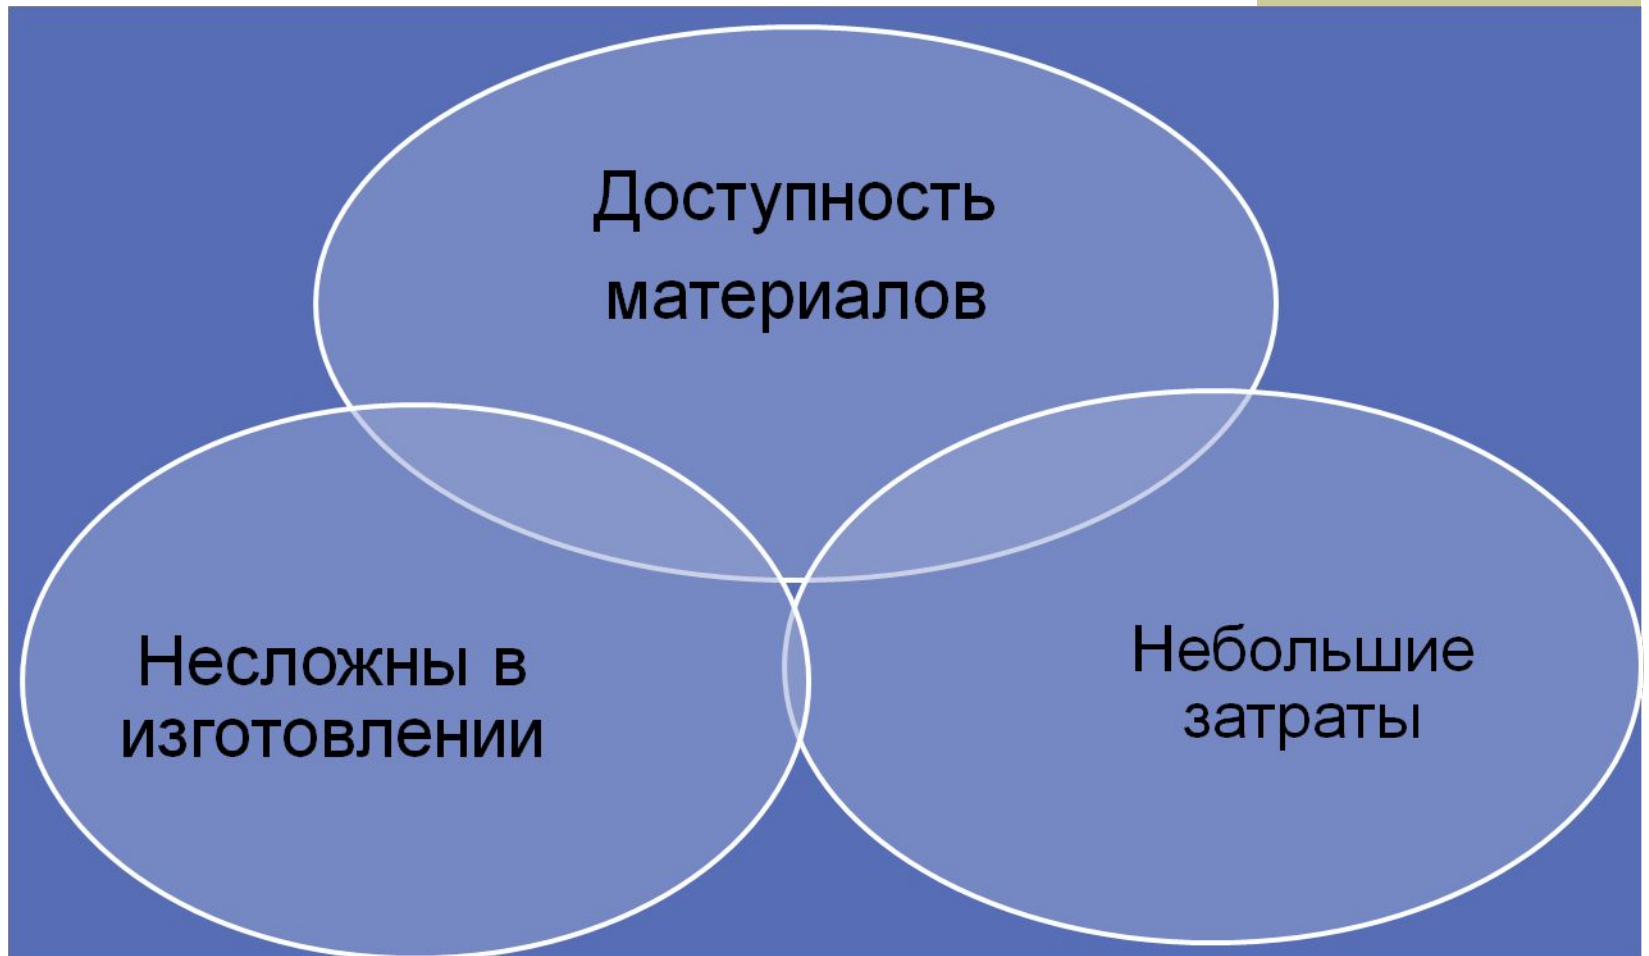 Доступность
материалов
Несложны в
изготовлении
Небольшие
затраты